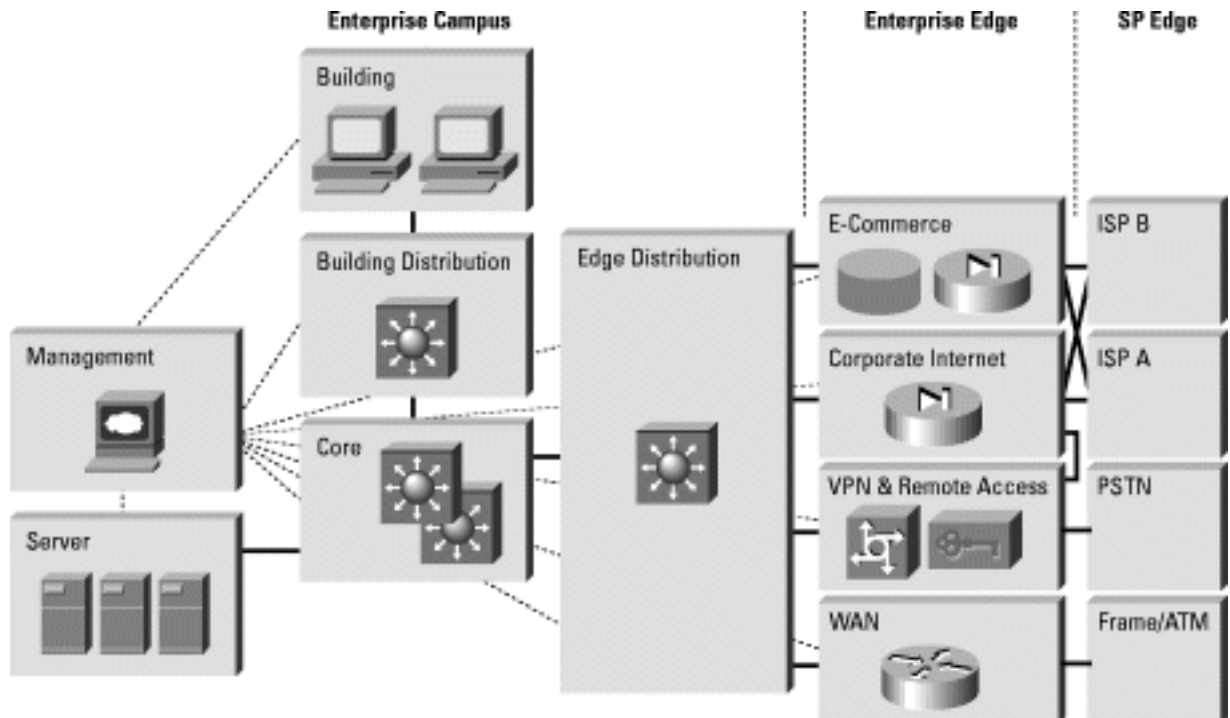 Enterprise Campus
Enterprise Edge
SP Edge
Building
Building Distribution
Management
Core
Server
Edge Distribution
E-Commerce
Corporate Internet
VPN & Remote Access
WAN
ISP B
ISP A
PSTN
Frame/ATM